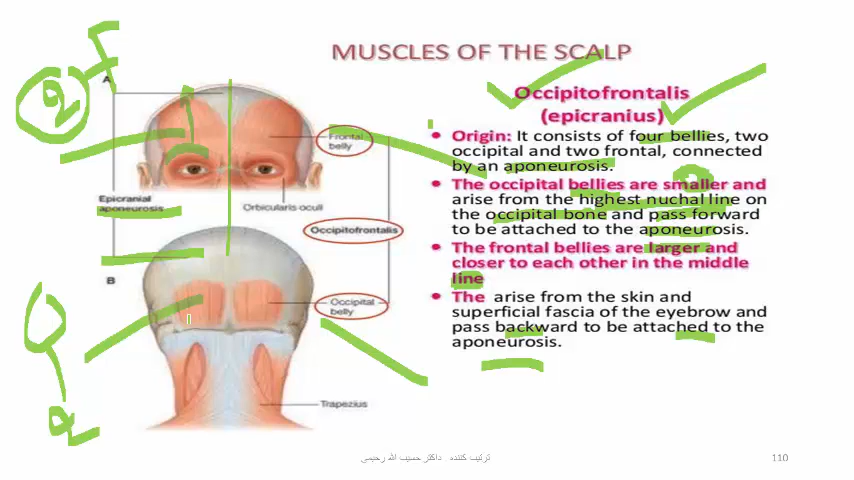 MUSCLES OF THE SCALP
A
Frontal
belly
Epicranial
aponeurosis
Orbicularis oculi
Occipitofrontalis
B
Occipital
belly
Trapezius
Occipitofrontalis
(epicranius)
• Origin: It consists of four bellies, two
occipital and two frontal, connected
by an aponeurosis.
• The occipital bellies are smaller and
arise from the highest nuchal line on
the occipital bone and pass forward
to be attached to the aponeurosis.
• The frontal bellies are larger and
closer to each other in the middle
line
• The arise from the skin and
superficial fascia of the eyebrow and
pass backward to be attached to the
aponeurosis.
ترتیب کننده داکتر حسیب الله رحیمی
110